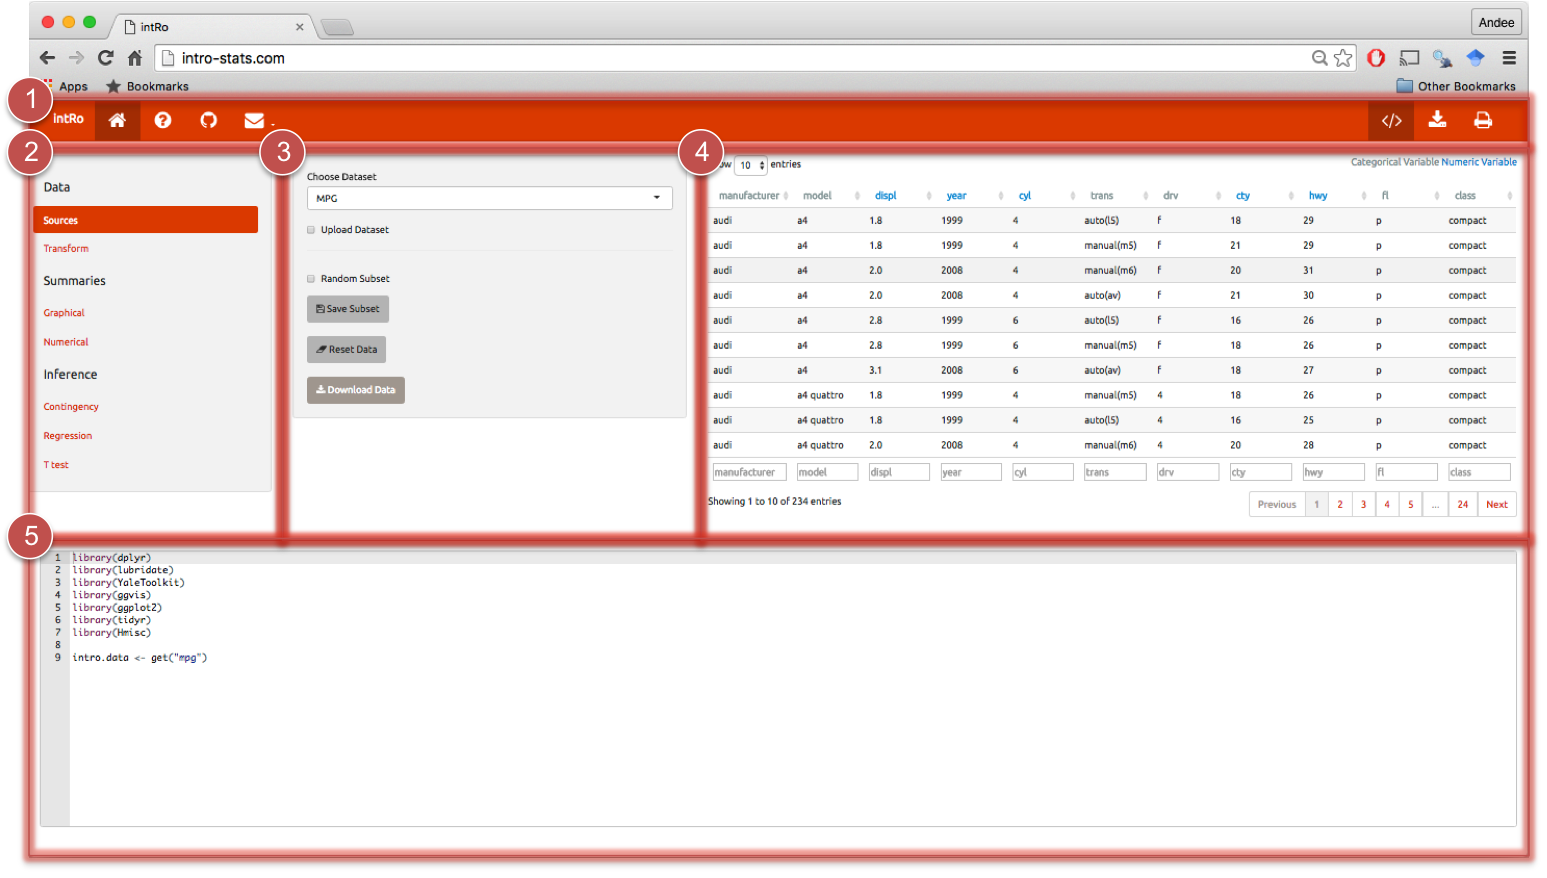 intRo
Andee
intro-stats.com
Apps Bookmarks Other Bookmarks
1
intRo
2
3
4
Data
Sources
Transform
Summaries
Graphical
Numerical
Inference
Contingency
Regression
T test
Choose Dataset
MPG
Upload Dataset
Random Subset
Save Subset
Reset Data
Download Data
10 entries
Categorical Variable Numeric Variable
manufacturer model displ year cyl trans drv cty hwy fl class
audi a4 1.8 1999 4 auto(l5) f 18 29 p compact
audi a4 1.8 1999 4 manual(m5) f 21 29 p compact
audi a4 2.0 2008 4 manual(m6) f 20 31 p compact
audi a4 2.0 2008 4 auto(av) f 21 30 p compact
audi a4 2.8 1999 6 auto(l5) f 16 26 p compact
audi a4 2.8 1999 6 manual(m5) f 18 26 p compact
audi a4 3.1 2008 6 auto(av) f 18 27 p compact
audi a4 quattro 1.8 1999 4 manual(m5) 4 18 26 p compact
audi a4 quattro 1.8 1999 4 auto(l5) 4 16 25 p compact
audi a4 quattro 2.0 2008 4 manual(m6) 4 20 28 p compact
manufacturer model displ year cyl trans drv cty hwy fl class
Showing 1 to 10 of 234 entries
Previous 1 2 3 4 5 ... 24 Next
5
1 library(dplyr)
2 library(lubridate)
3 library(YaleToolkit)
4 library(ggvis)
5 library(ggplot2)
6 library(tidyr)
7 library(Hmisc)
8
9 intro.data <- get("mpg")